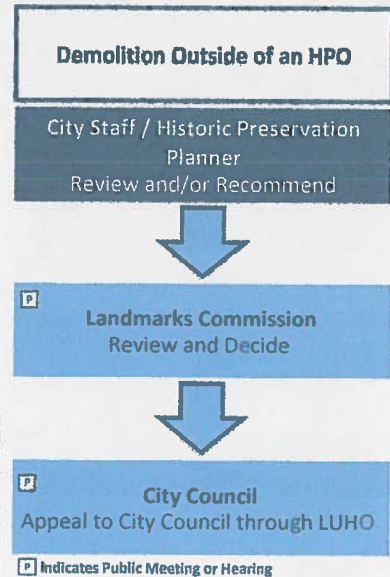 Demolition Outside of an HPO
City Staff / Historic Preservation
Planner
Review and/or Recommend
P
Landmarks Commission
Review and Decide
P
City Council
Appeal to City Council through LUHO
P Indicates Public Meeting or Hearing